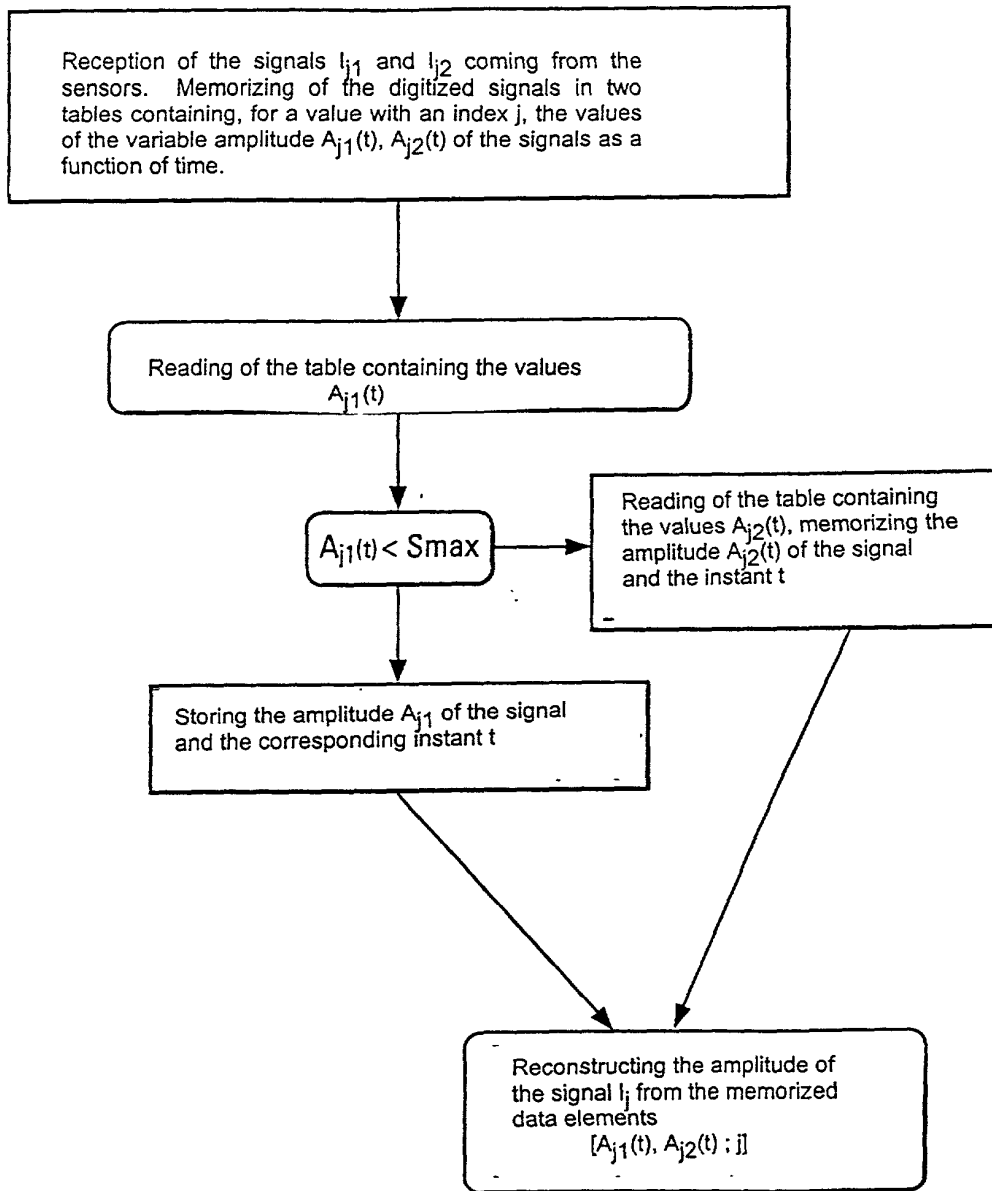 Reception of the signals Ij1 and Ij2 coming from the
sensors. Memorizing of the digitized signals in two
tables containing, for a value with an index j, the values
of the variable amplitude Aj1(t), Aj2(t) of the signals as a
function of time.
Reading of the table containing the values
Aj1(t)
Aj1(t) < Smax
Reading of the table containing
the values Aj2(t), memorizing the
amplitude Aj2(t) of the signal
and the instant t
Storing the amplitude Aj1 of the signal
and the corresponding instant t
Reconstructing the amplitude of
the signal Ij from the memorized
data elements
[Aj1(t), Aj2(t) ; j]